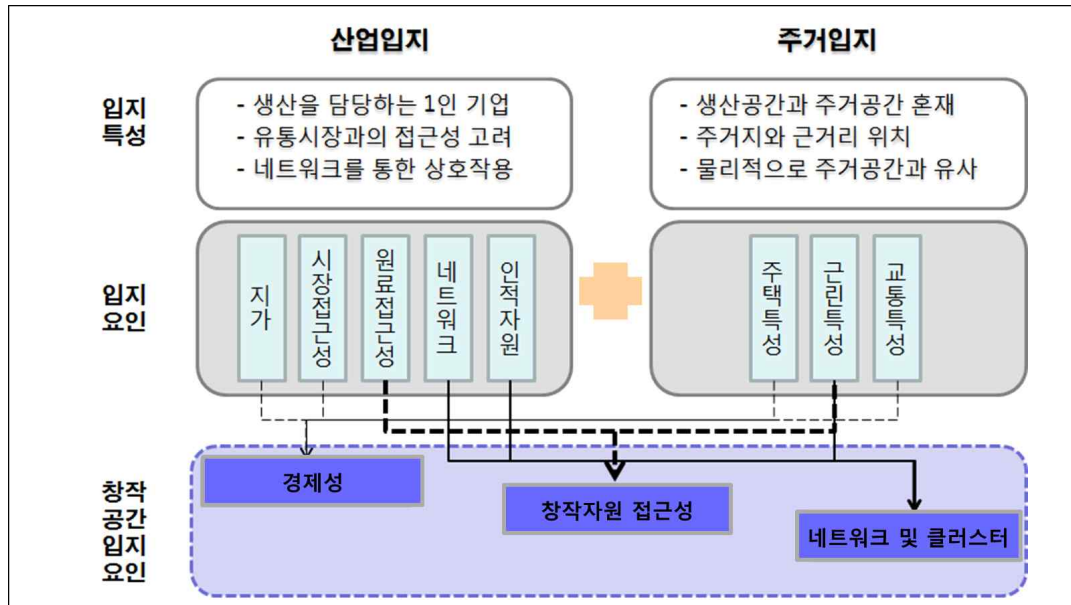 산업입지
주거입지
입지
특성
- 생산을 담당하는 1인 기업
- 유통시장과의 접근성 고려
- 네트워크를 통한 상호작용
- 생산공간과 주거공간 혼재
- 주거지와 근거리 위치
- 물리적으로 주거공간과 유사
입지
요인
지가
시장접근성
원료접근성
네트워크
인적자원
주택특성
근린특성
교통특성
창작
공간
입지
요인
경제성
창작자원 접근성
네트워크 및 클러스터